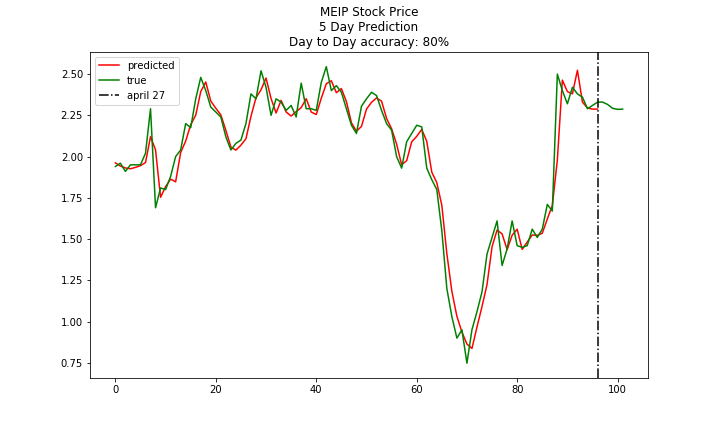 MEIP Stock Price
5 Day Prediction
Day to Day accuracy: 80%
predicted
true
april 27
2.50
2.25
2.00
1.75
1.50
1.25
1.00
0.75
0 20 40 60 80 100